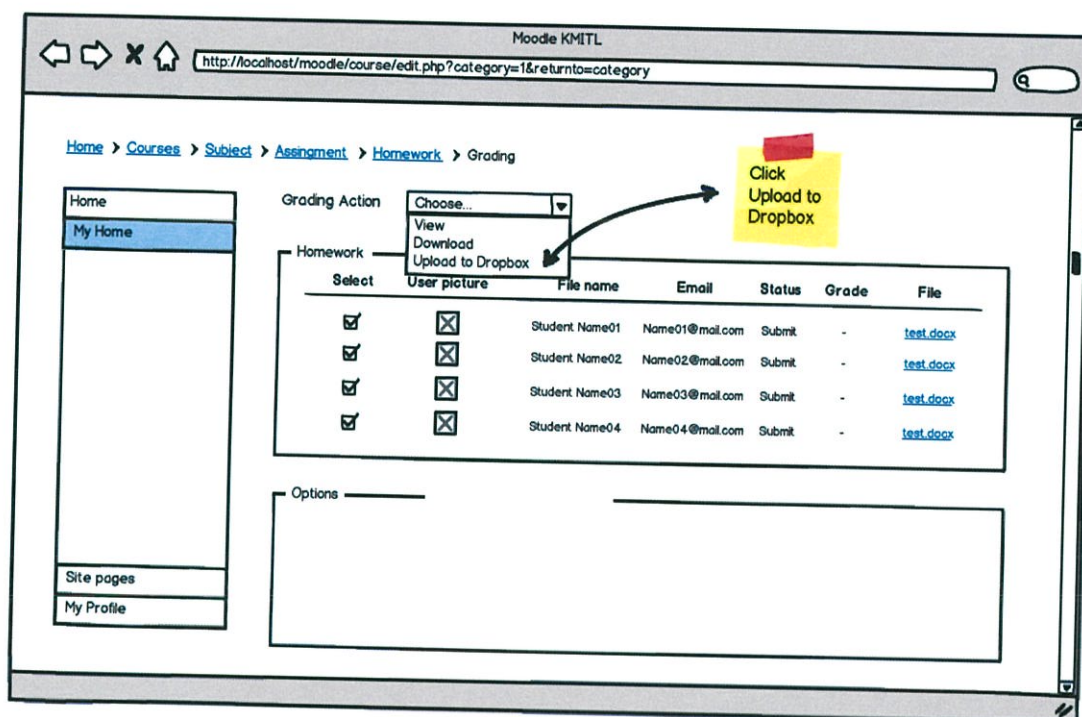 Moodle KMITL
http://localhost/moodle/course/edit.php?category=1&returnto=category
Home > Courses > Subject > Assingment > Homework > Grading
Home
My Home
Site pages
My Profile
Grading Action
Choose...
View
Download
Upload to Dropbox
Click
Upload to
Dropbox
Homework
Select User picture File name Email Status Grade File
Student Name01 Name01@mail.com Submit - test.docx
Student Name02 Name02@mail.com Submit - test.docx
Student Name03 Name03@mail.com Submit - test.docx
Student Name04 Name04@mail.com Submit - test.docx
Options